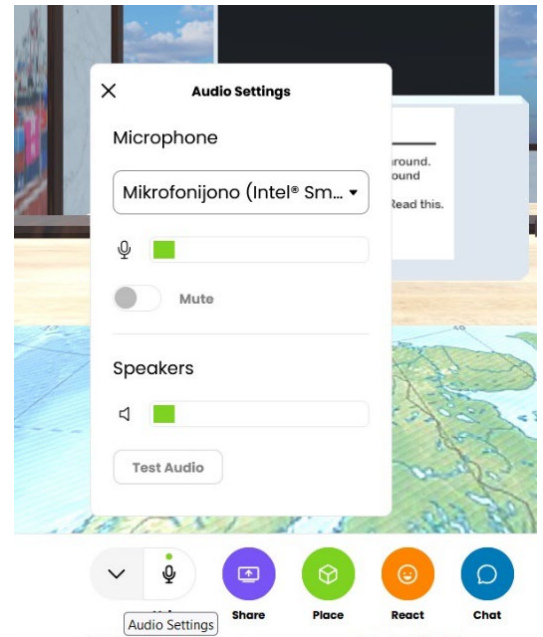 Audio Settings
Microphone
Mikrofonijono (Intel® Sm...
Mute
Speakers
Test Audio
round.
ound
Read this.
Share
Place
React
Chat
Audio Settings